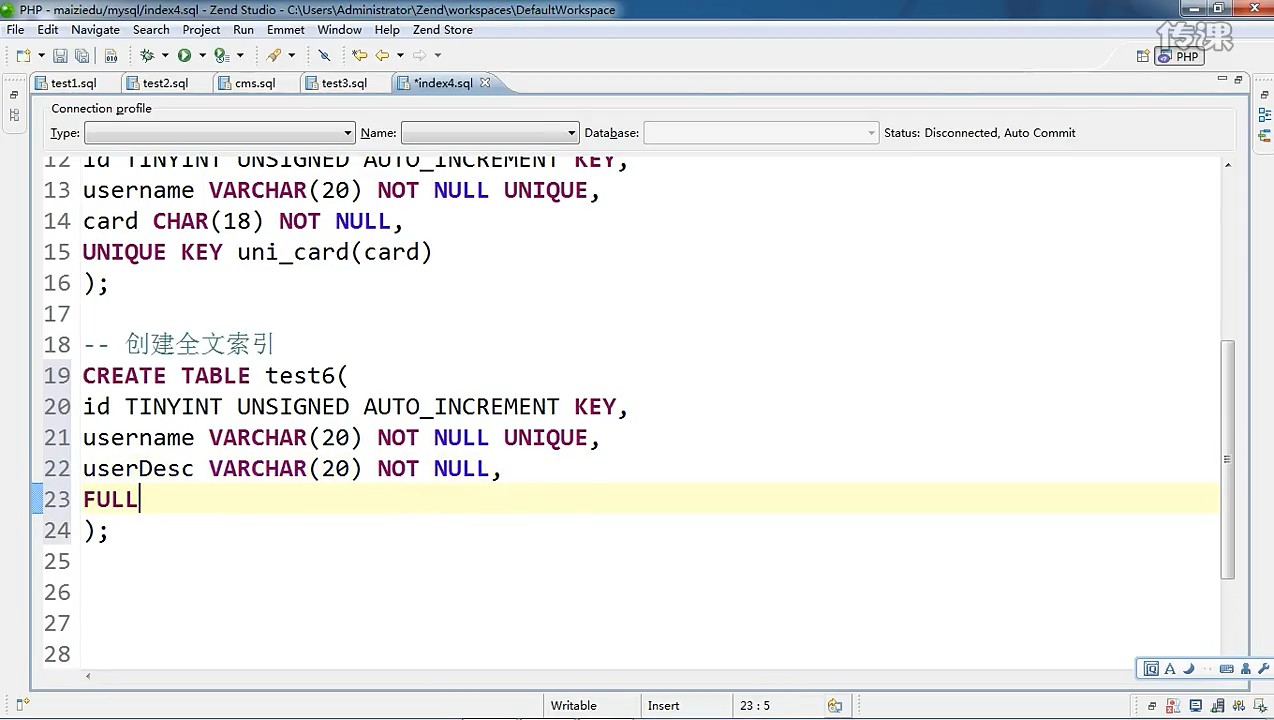 PHP - maiziedu/mysql/index4.sql - Zend Studio - C:\Users\Administrator\Zend\workspaces\DefaultWorkspace
传课
File Edit Navigate Search Project Run Emmet Window Help Zend Store
PHP
test1.sql test2.sql cms.sql test3.sql *index4.sql
Connection profile
Type: Name: Database: Status: Disconnected, Auto Commit
12 id TINYINT UNSIGNED AUTO_INCREMENT KEY,
13 username VARCHAR(20) NOT NULL UNIQUE,
14 card CHAR(18) NOT NULL,
15 UNIQUE KEY uni_card(card)
16 );
17
18 -- 创建全文索引
19 CREATE TABLE test6(
20 id TINYINT UNSIGNED AUTO_INCREMENT KEY,
21 username VARCHAR(20) NOT NULL UNIQUE,
22 userDesc VARCHAR(20) NOT NULL,
23 FULL
24 );
25
26
27
28
A
Writable Insert 23 : 5